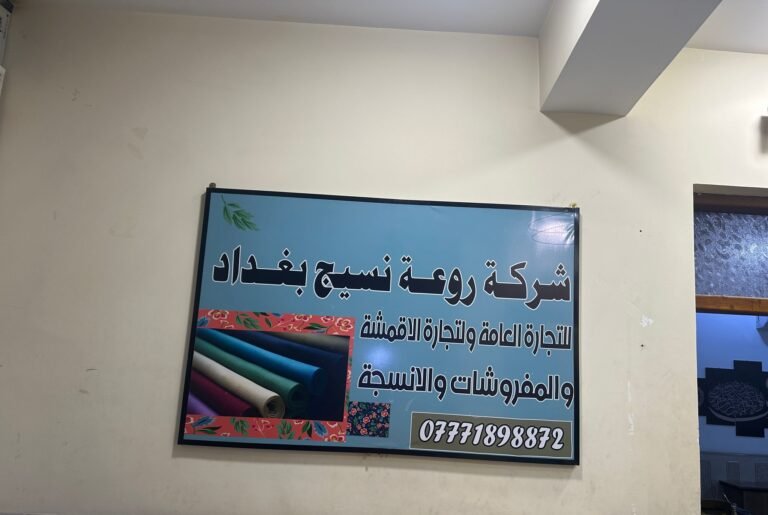 شركة روعة نسيج بغداد
للتجارة العامة ولتجارة الاقمشة
والمفروشات والانسجة
07771898872